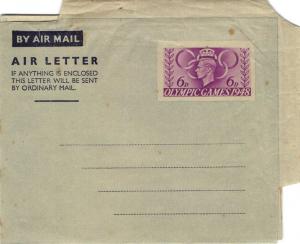 BY AIR MAIL
AIR LETTER
IF ANYTHING IS ENCLOSED
THIS LETTER WILL BE SENT
BY ORDINARY MAIL.
6D 6D
OLYMPIC GAMES 1948